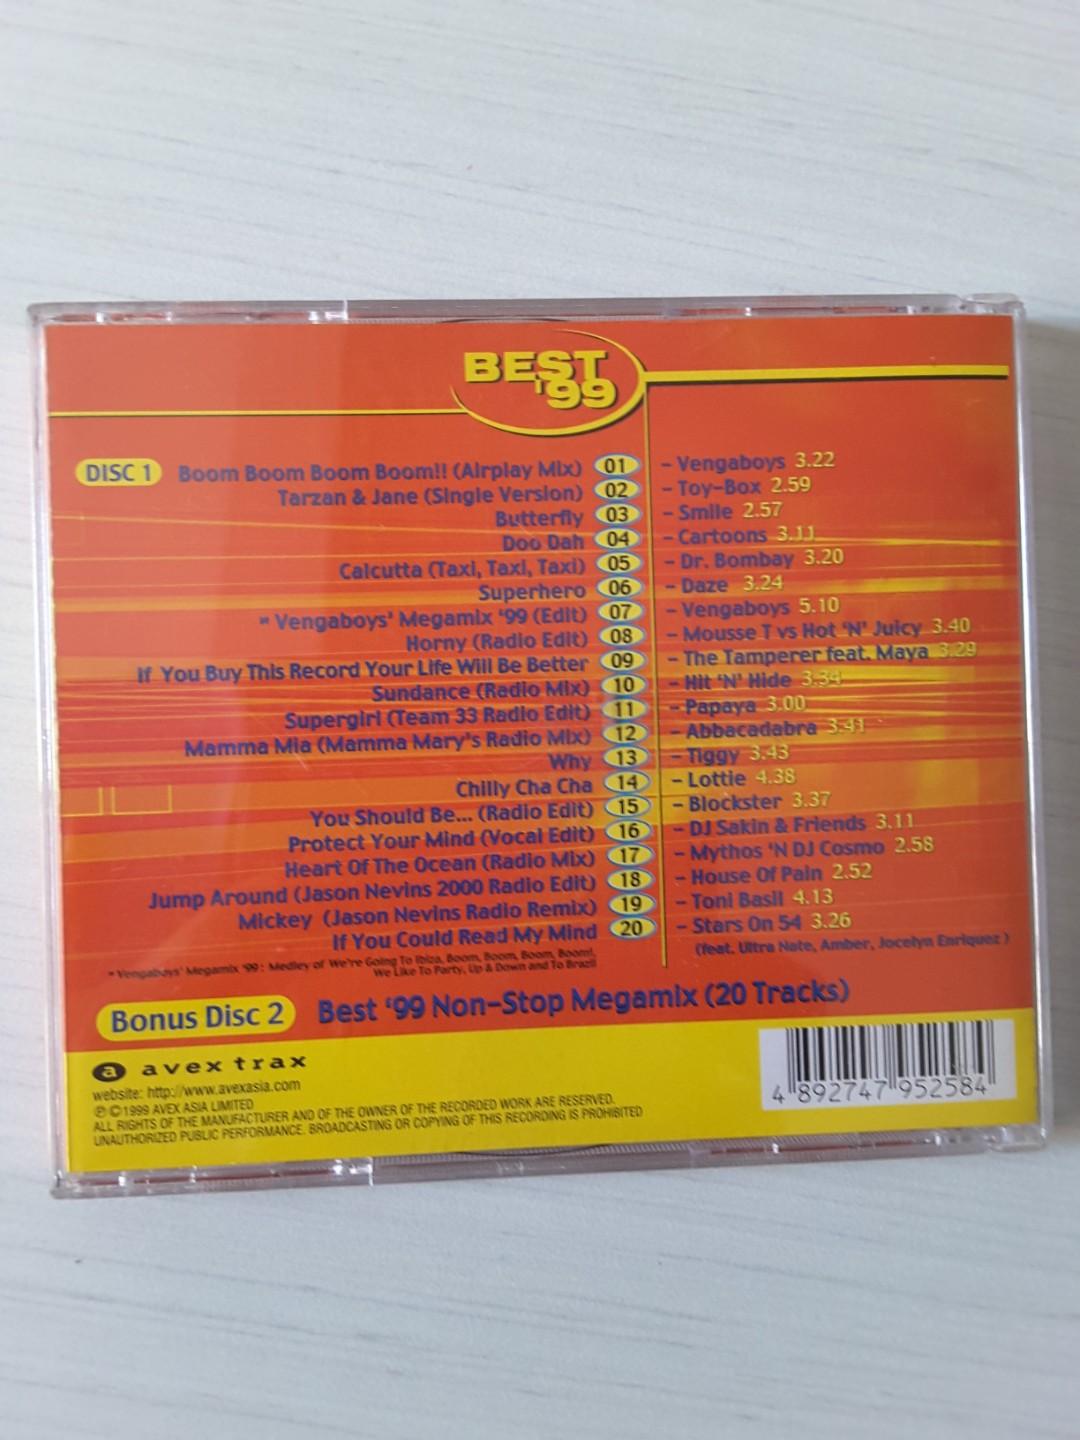 BEST
'99
DISC 1 Boom Boom Boom Boom!! (Airplay Mix) 01 - Vengaboys 3.22
Tarzan & Jane (Single Version) 02 - Toy-Box 2.59
Butterfly 03 - Smile 2.57
Doo Dah 04 - Cartoons 3.11
Calcutta (Taxi, Taxi, Taxi) 05 - Dr. Bombay 3.20
Superhero 06 - Daze 3.24
* Vengaboys' Megamix '99 (Edit) 07 - Vengaboys 5.10
Horny (Radio Edit) 08 - Mousse T vs Hot 'N' Juicy 3.40
If You Buy This Record Your Life Will Be Better 09 - The Tamperer feat. Maya 3.29
Sundance (Radio Mix) 10 - Hit 'N' Hide 3.34
Supergirl (Team 33 Radio Edit) 11 - Papaya 3.00
Mamma Mia (Mamma Mary's Radio Mix) 12 - Abbacadabra 3.41
Why 13 - Tiggy 3.43
Chilly Cha Cha 14 - Lottie 4.38
You Should Be... (Radio Edit) 15 - Blockster 3.37
Protect Your Mind (Vocal Edit) 16 - DJ Sakin & Friends 3.11
Heart Of The Ocean (Radio Mix) 17 - Mythos 'N DJ Cosmo 2.58
Jump Around (Jason Nevins 2000 Radio Edit) 18 - House Of Pain 2.52
Mickey (Jason Nevins Radio Remix) 19 - Toni Basil 4.13
If You Could Read My Mind 20 - Stars On 54 3.26
(feat. Ultra Nate, Amber, Jocelyn Enriquez )
* Vengaboys' Megamix '99 : Medley of We're Going To Ibiza, Boom, Boom, Boom, Boom!,
We Like To Party, Up & Down and To Brazil
Bonus Disc 2 Best '99 Non-Stop Megamix (20 Tracks)
a avex trax
website: http://www.avexasia.com
℗ ©1999 AVEX ASIA LIMITED
ALL RIGHTS OF THE MANUFACTURER AND OF THE OWNER OF THE RECORDED WORK ARE RESERVED.
UNAUTHORIZED PUBLIC PERFORMANCE. BROADCASTING OR COPYING OF THIS RECORDING IS PROHIBITED
4 892747 952584